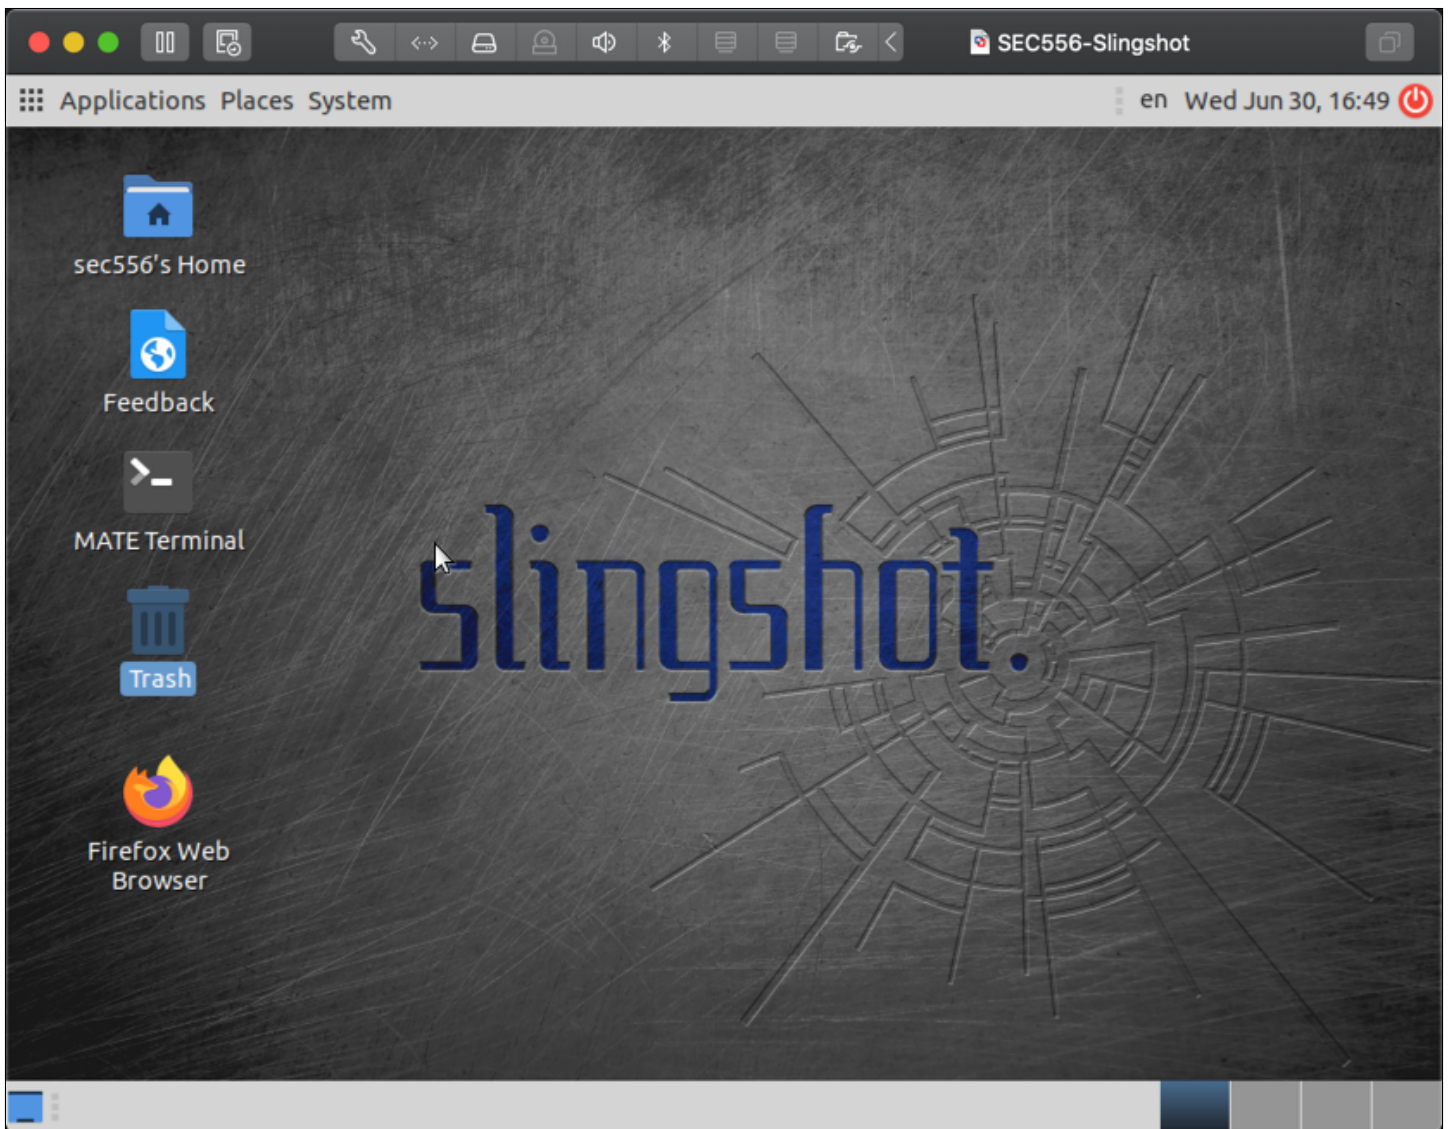 SEC556-Slingshot
Applications Places System
en Wed Jun 30, 16:49
sec556's Home
Feedback
MATE Terminal
Trash
Firefox Web
Browser
slingshot.